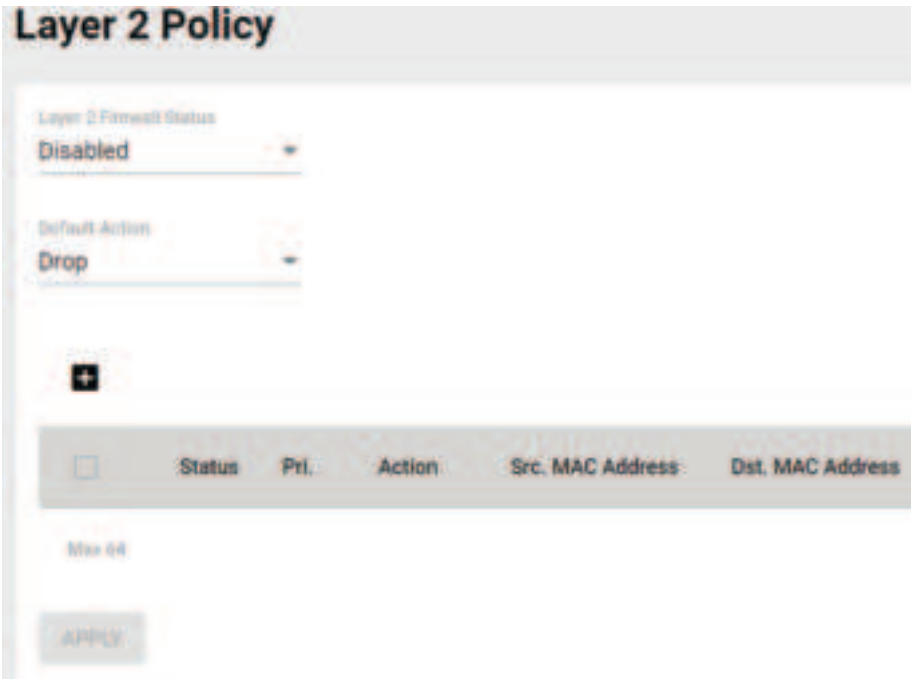 Layer 2 Policy
Layer 2 Firewall Status
Disabled
Default Action
Drop
Status Pri. Action Src. MAC Address Dst. MAC Address
Max 64
APPLY